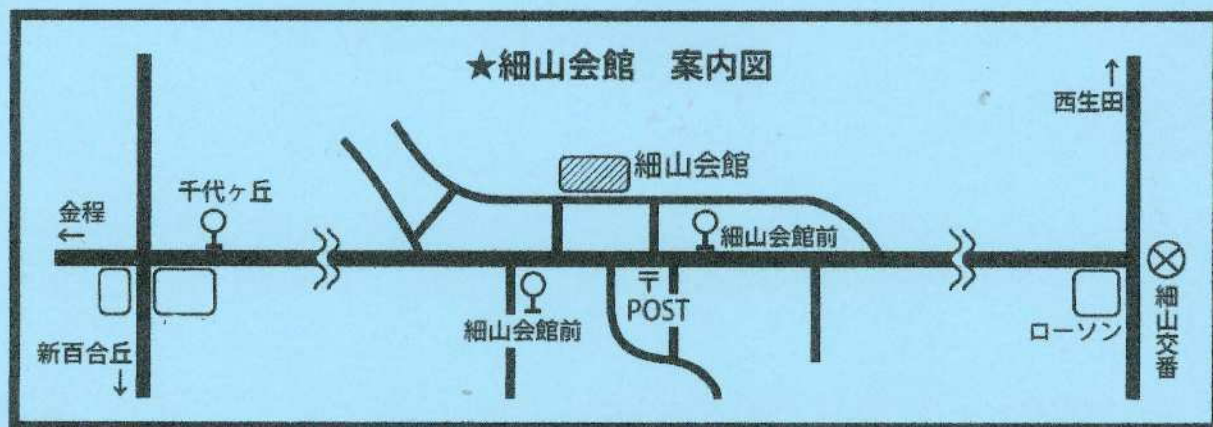 ★細山会館 案内図
↑
西生田
細山会館
千代ヶ丘
金程
←
細山会館前
〒
POST
細山会館前
ローソン
細山交番
新百合丘
↓